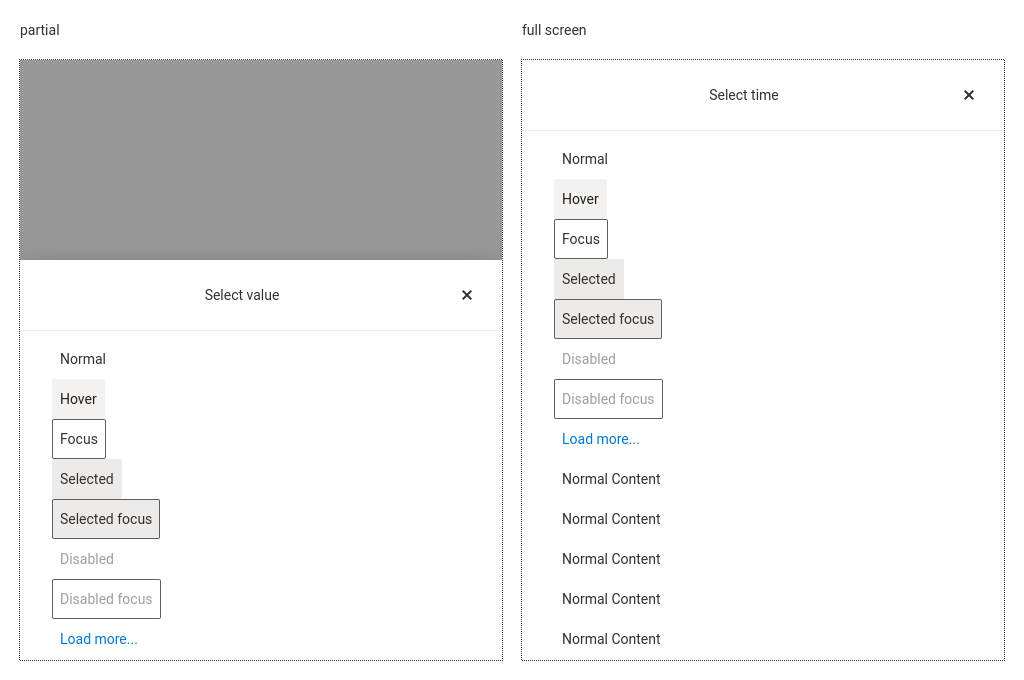 partial
Select value
Normal
Hover
Focus
Selected
Selected focus
Disabled
Disabled focus
Load more...
full screen
Select time
Normal
Hover
Focus
Selected
Selected focus
Disabled
Disabled focus
Load more...
Normal Content
Normal Content
Normal Content
Normal Content
Normal Content